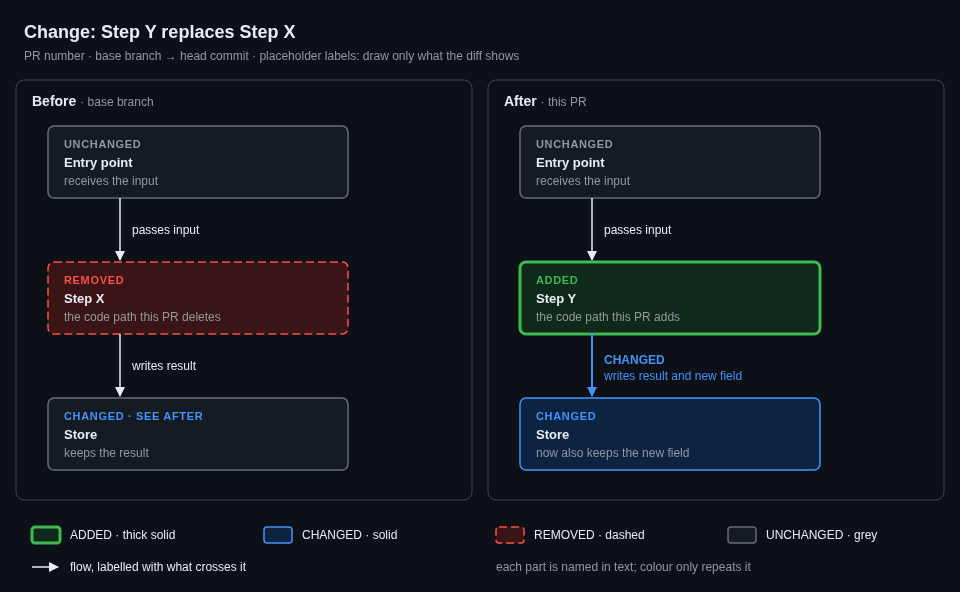 Change: Step Y replaces Step X
PR number · base branch → head commit · placeholder labels: draw only what the diff shows
Before · base branch
UNCHANGED
Entry point
receives the input
passes input
REMOVED
Step X
the code path this PR deletes
writes result
CHANGED · SEE AFTER
Store
keeps the result
After · this PR
UNCHANGED
Entry point
receives the input
passes input
ADDED
Step Y
the code path this PR adds
CHANGED
writes result and new field
CHANGED
Store
now also keeps the new field
ADDED · thick solid
CHANGED · solid
REMOVED · dashed
UNCHANGED · grey
flow, labelled with what crosses it
each part is named in text; colour only repeats it